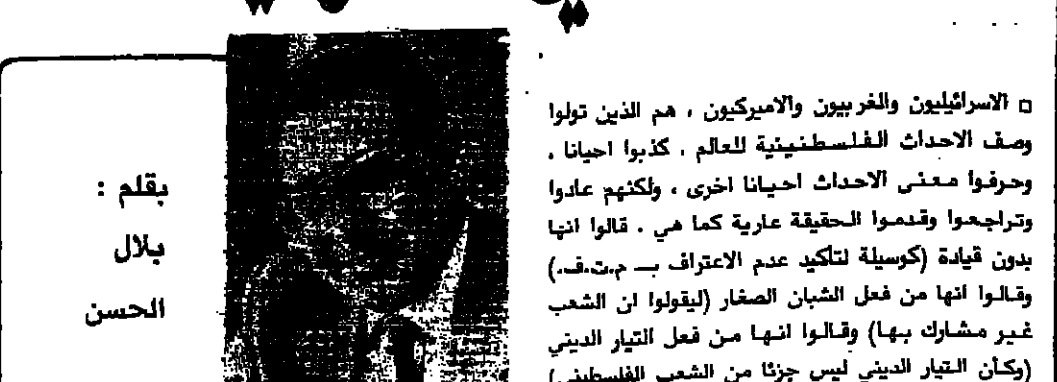 □ الاسرائيليون والغربيون والاميركيون ، هم الذين تولوا
وصف الاحداث الفلسطينية للعالم . كذبوا احيانا ،
وحرفوا معنى الاحداث احيانا اخرى ، ولكنهم عادوا
وتراجعوا وقدموا الحقيقة عارية كما هي . قالوا انها
بدون قيادة (كوسيلة لتأكيد عدم الاعتراف بـ م.ت.ف.)
وقالوا انها من فعل الشبان الصغار (ليقولوا ان الشعب
غير مشارك بها) وقالوا انها من فعل التيار الديني
(وكأن التيار الديني ليس جزئا من الشعب الفلسطيني)
بقلم :
بلال
الحسن